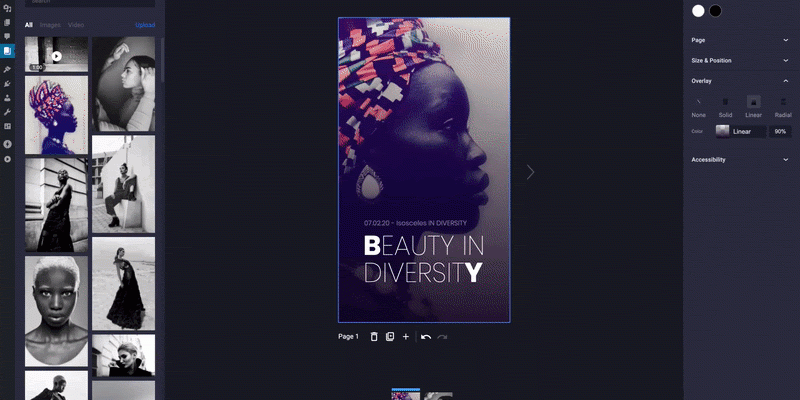 Search
All Images Video Upload
1:00
07.02.20 - Isosceles IN DIVERSITY
BEAUTY IN
DIVERSITY
Page 1
Page
Size & Position
Overlay
None Solid Linear Radial
Color Linear 90%
Accessibility